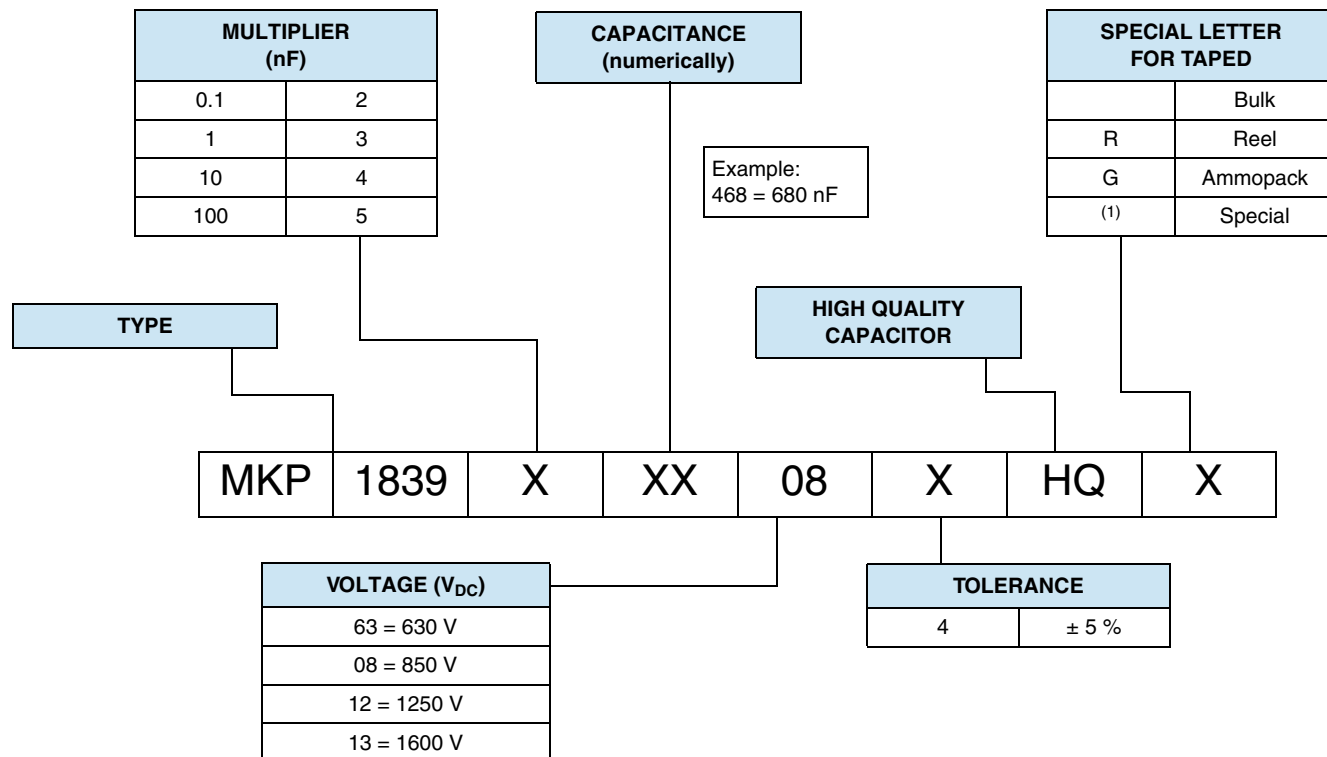 MULTIPLIER
(nF)
0.1 2
1 3
10 4
100 5
CAPACITANCE
(numerically)
Example:
468 = 680 nF
SPECIAL LETTER
FOR TAPED
Bulk
R Reel
G Ammopack
(1) Special
TYPE
HIGH QUALITY
CAPACITOR
MKP 1839 X XX 08 X HQ X
VOLTAGE (VDC)
63 = 630 V
08 = 850 V
12 = 1250 V
13 = 1600 V
TOLERANCE
4 ± 5 %